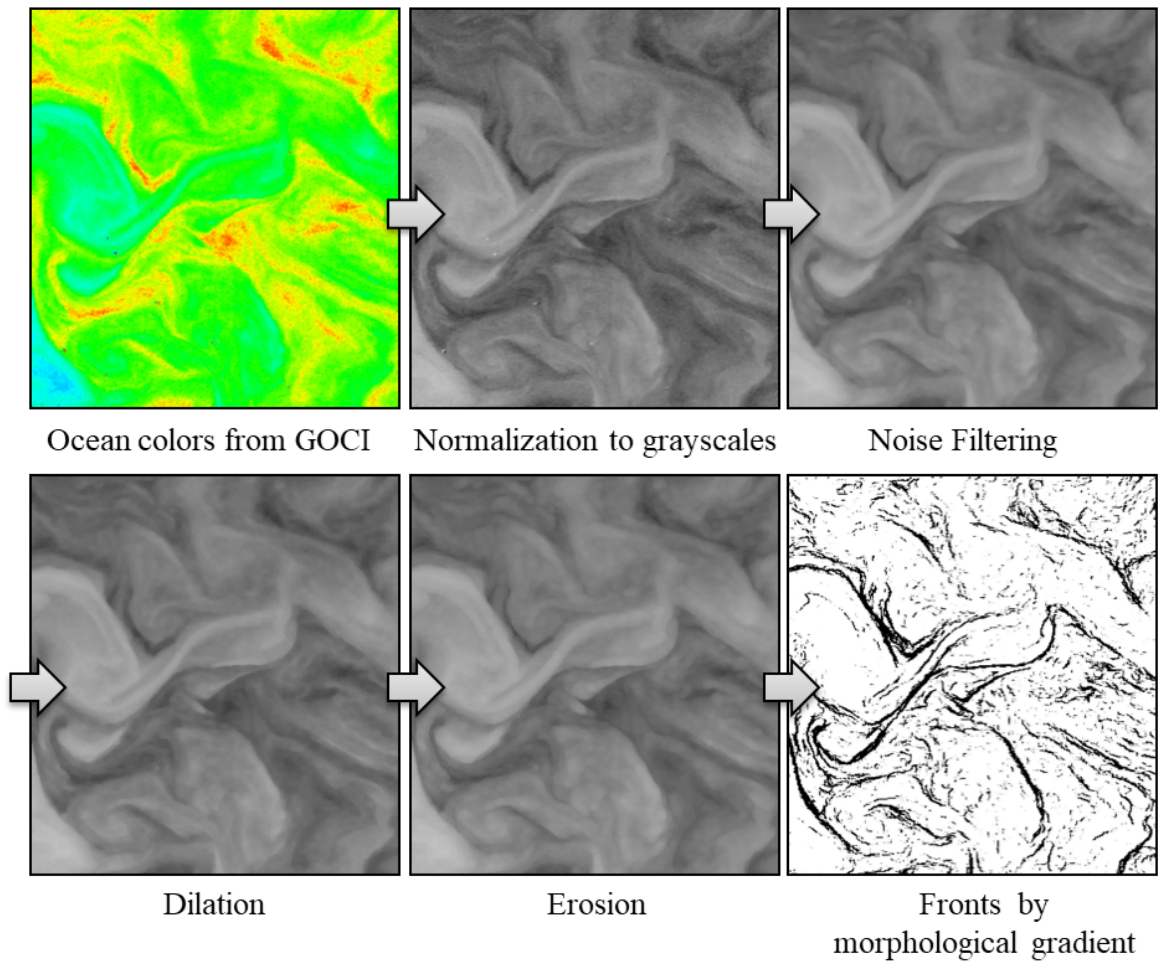 Ocean colors from GOCI
Normalization to grayscales
Noise Filtering
Dilation
Erosion
Fronts by
morphological gradient